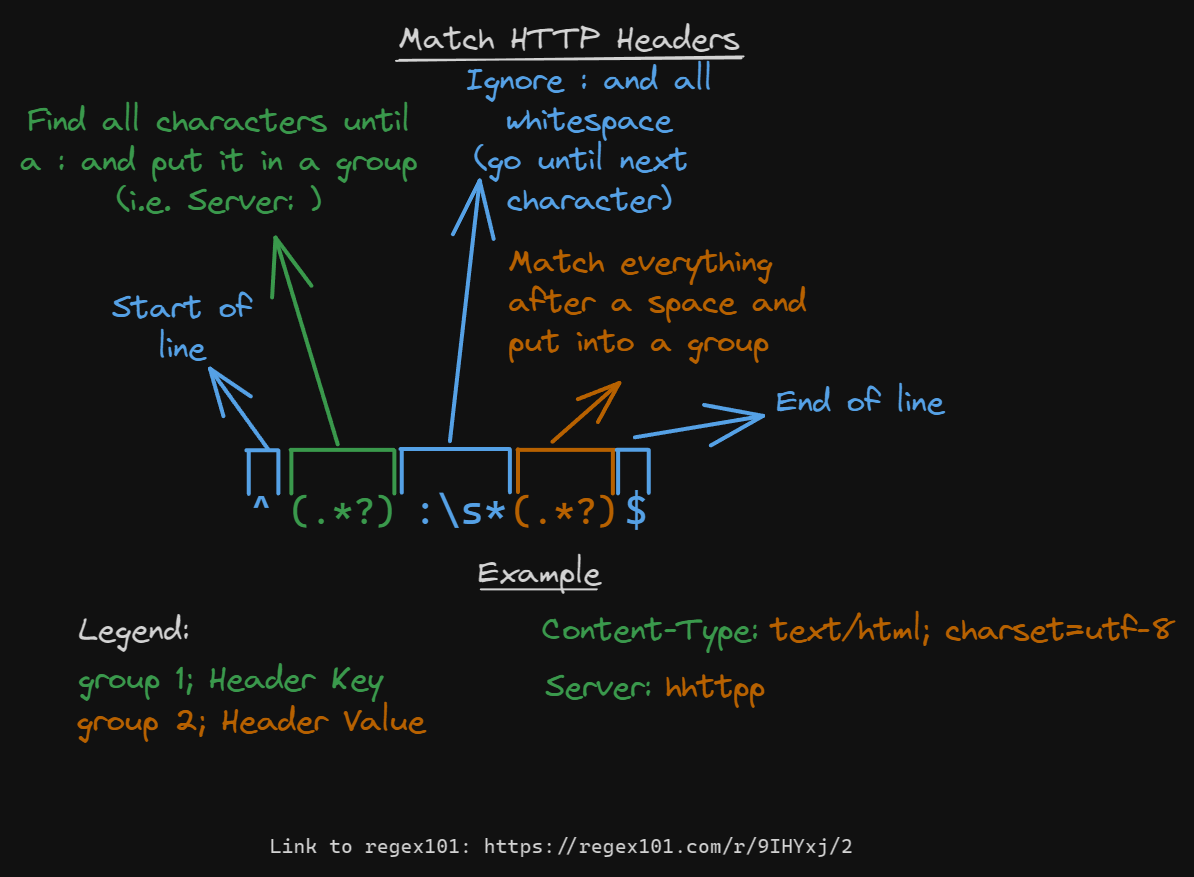 Match HTTP Headers
Ignore : and all
whitespace
(go until next
character)
Find all characters until
a : and put it in a group
(i.e. Server: )
Match everything
after a space and
put into a group
Start of
line
End of line
^ (.*?) :\s*(.*?)$
Example
Legend:
group 1; Header Key
group 2; Header Value
Content-Type: text/html; charset=utf-8
Server: hhttpp
Link to regex101: https://regex101.com/r/9IHYxj/2